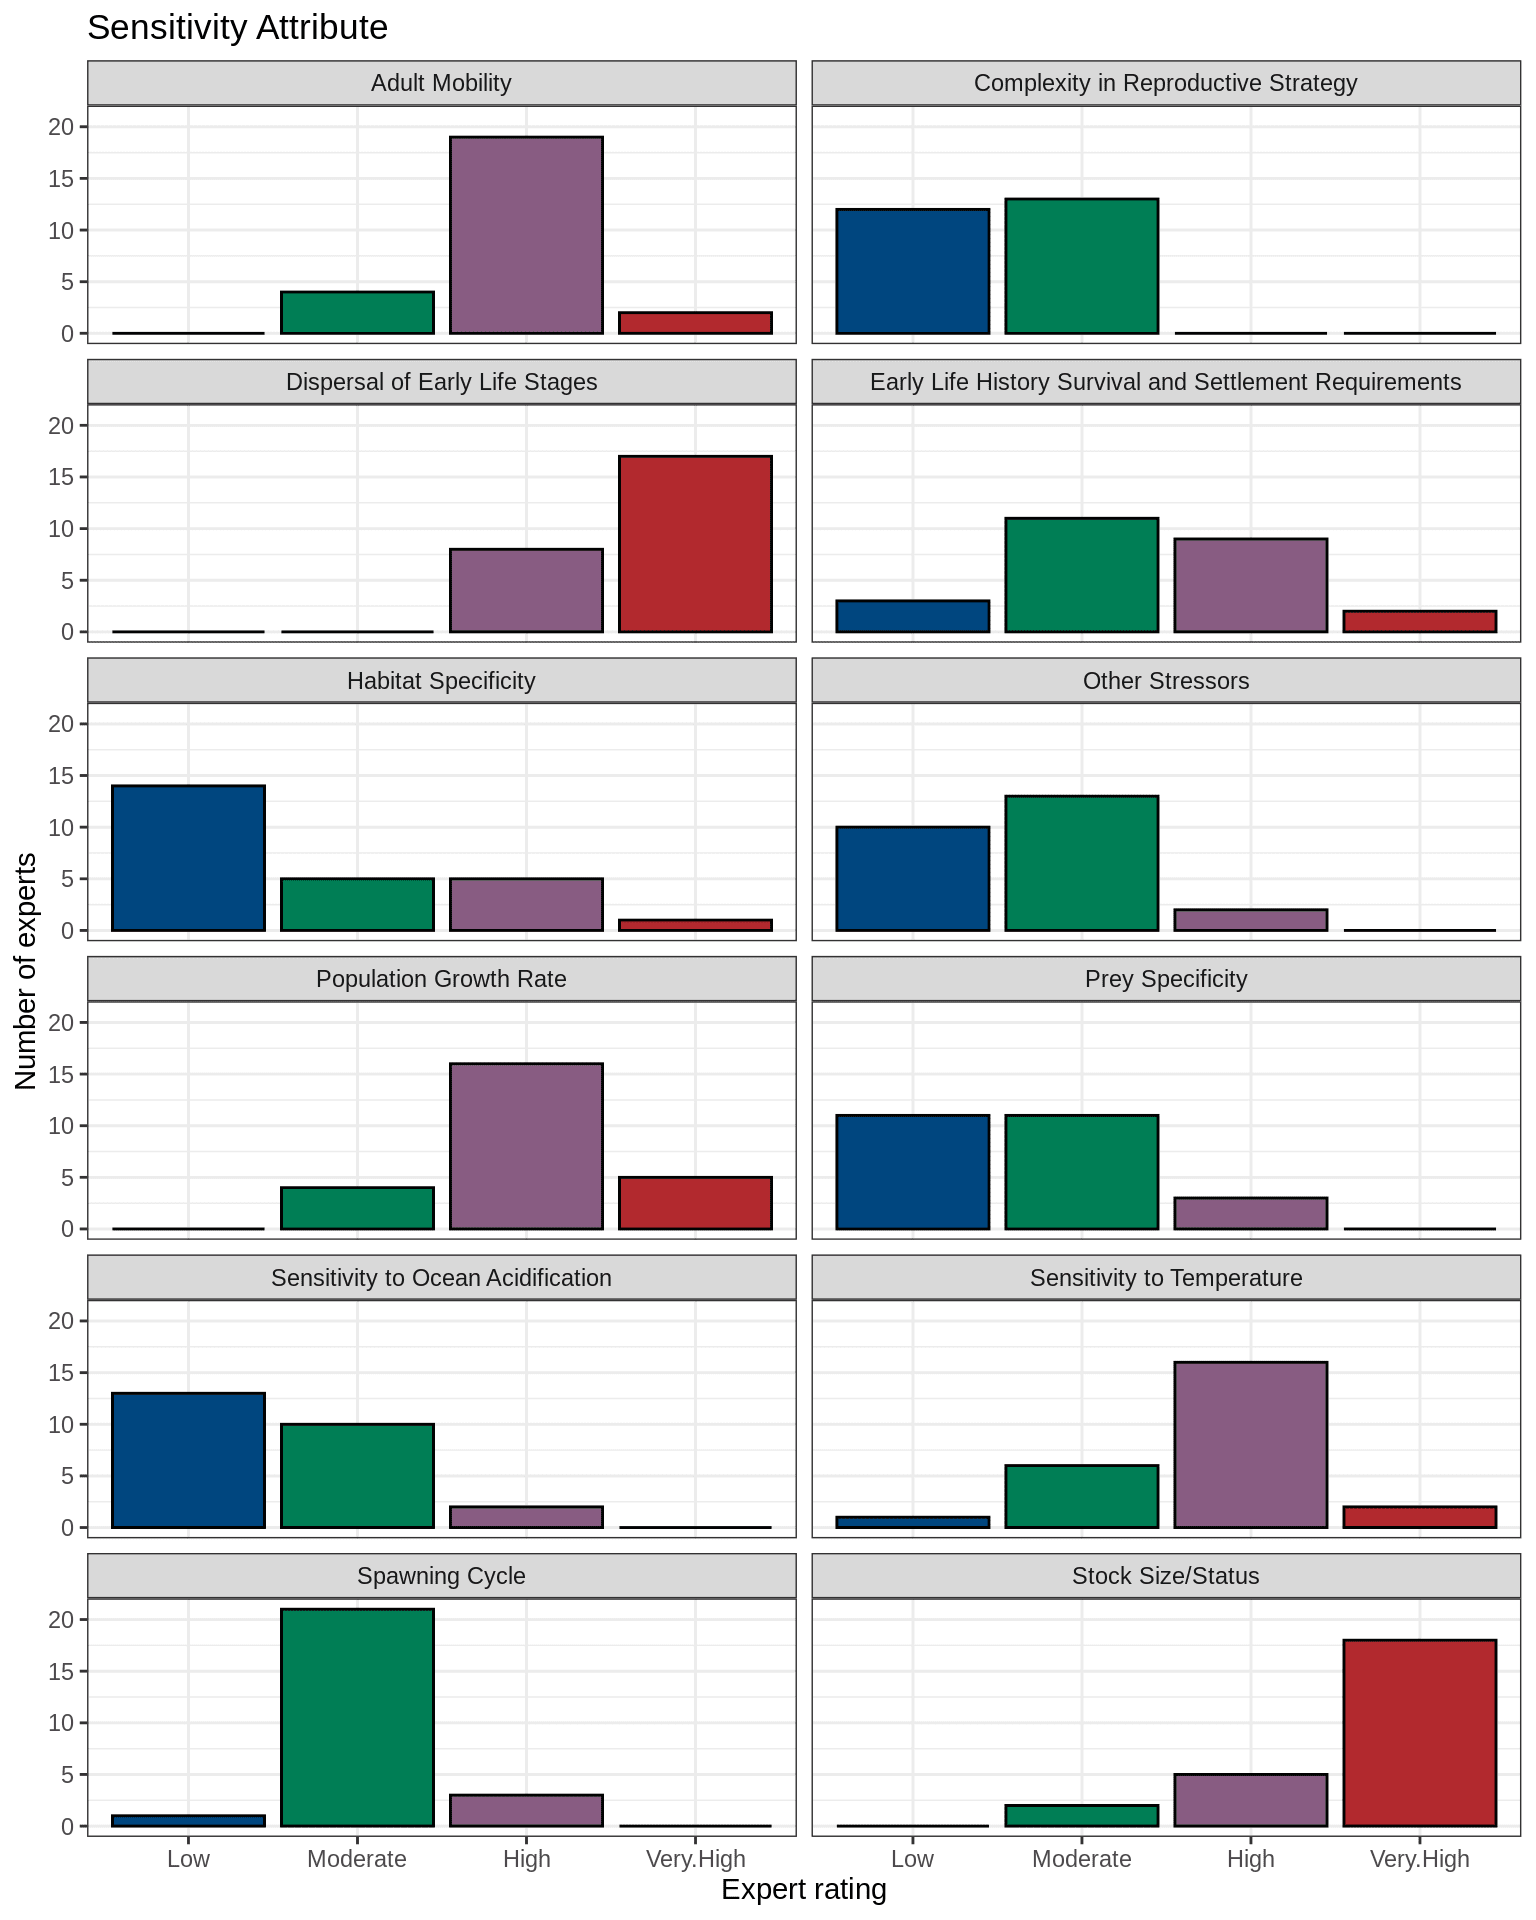 Sensitivity Attribute
Adult Mobility
Complexity in Reproductive Strategy
20
15
10
5
0
Dispersal of Early Life Stages
Early Life History Survival and Settlement Requirements
20
15
10
5
0
Habitat Specificity
Other Stressors
20
15
10
5
0
Number of experts
Population Growth Rate
Prey Specificity
20
15
10
5
0
Sensitivity to Ocean Acidification
Sensitivity to Temperature
20
15
10
5
0
Spawning Cycle
Stock Size/Status
20
15
10
5
0
Low Moderate High Very.High
Low Moderate High Very.High
Expert rating